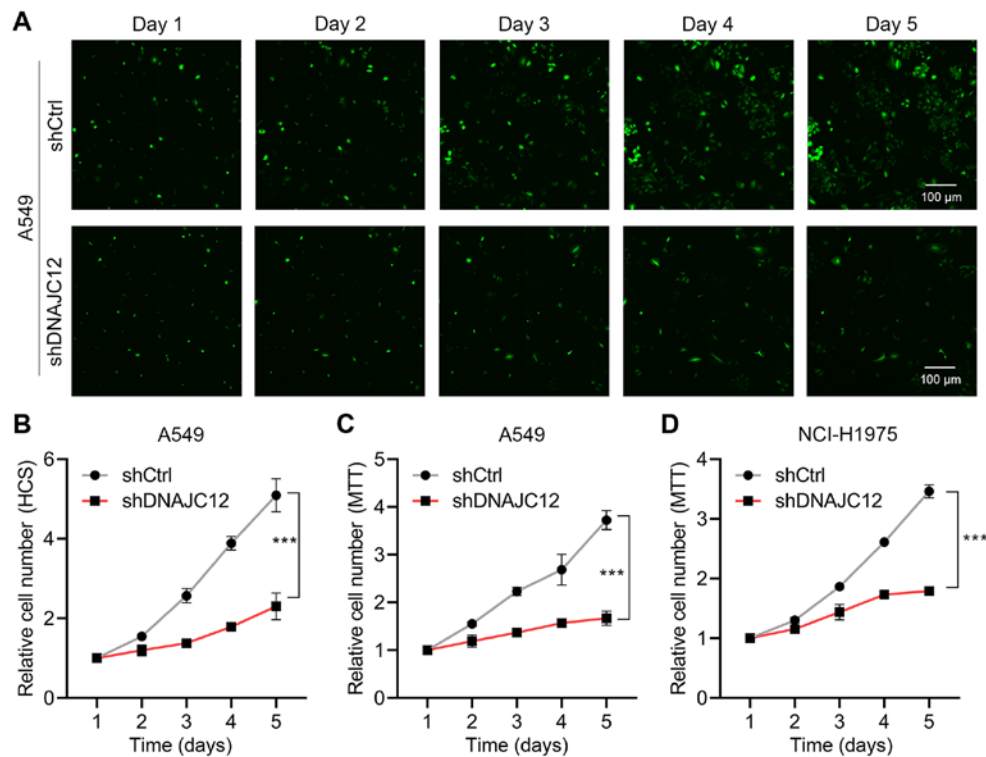 A
Day 1 Day 2 Day 3 Day 4 Day 5
A549
shCtrl
100 µm
shDNAJC12
100 µm
B
A549
Relative cell number (HCS)
6
4
2
0
shCtrl
shDNAJC12
***
1 2 3 4 5
Time (days)
C
A549
Relative cell number (MTT)
5
4
3
2
1
0
shCtrl
shDNAJC12
***
1 2 3 4 5
Time (days)
D
NCI-H1975
Relative cell number (MTT)
4
3
2
1
0
shCtrl
shDNAJC12
***
1 2 3 4 5
Time (days)